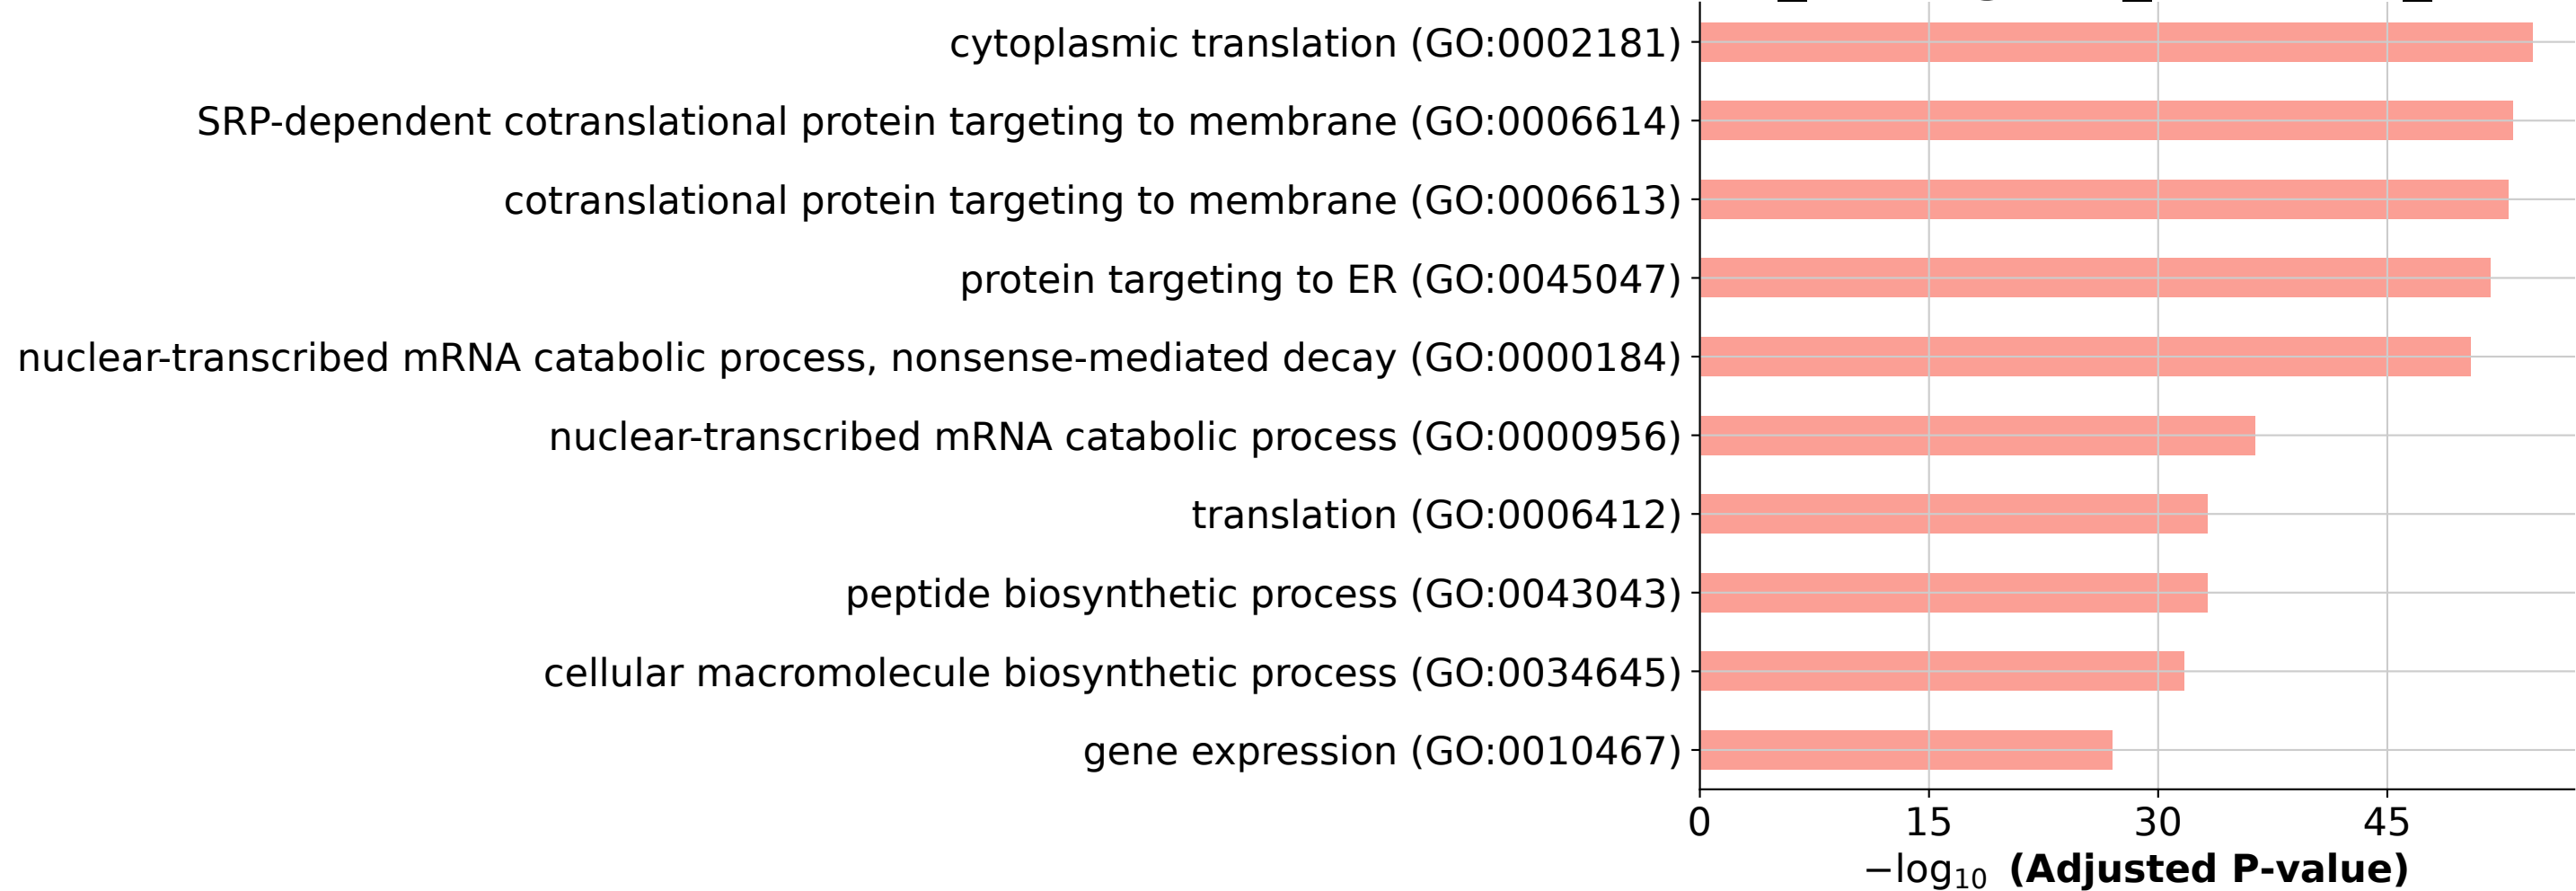 cytoplasmic translation (GO:0002181)
SRP-dependent cotranslational protein targeting to membrane (GO:0006614)
cotranslational protein targeting to membrane (GO:0006613)
protein targeting to ER (GO:0045047)
nuclear-transcribed mRNA catabolic process, nonsense-mediated decay (GO:0000184)
nuclear-transcribed mRNA catabolic process (GO:0000956)
translation (GO:0006412)
peptide biosynthetic process (GO:0043043)
cellular macromolecule biosynthetic process (GO:0034645)
gene expression (GO:0010467)
0 15 30 45
−log₁₀ (Adjusted P-value)